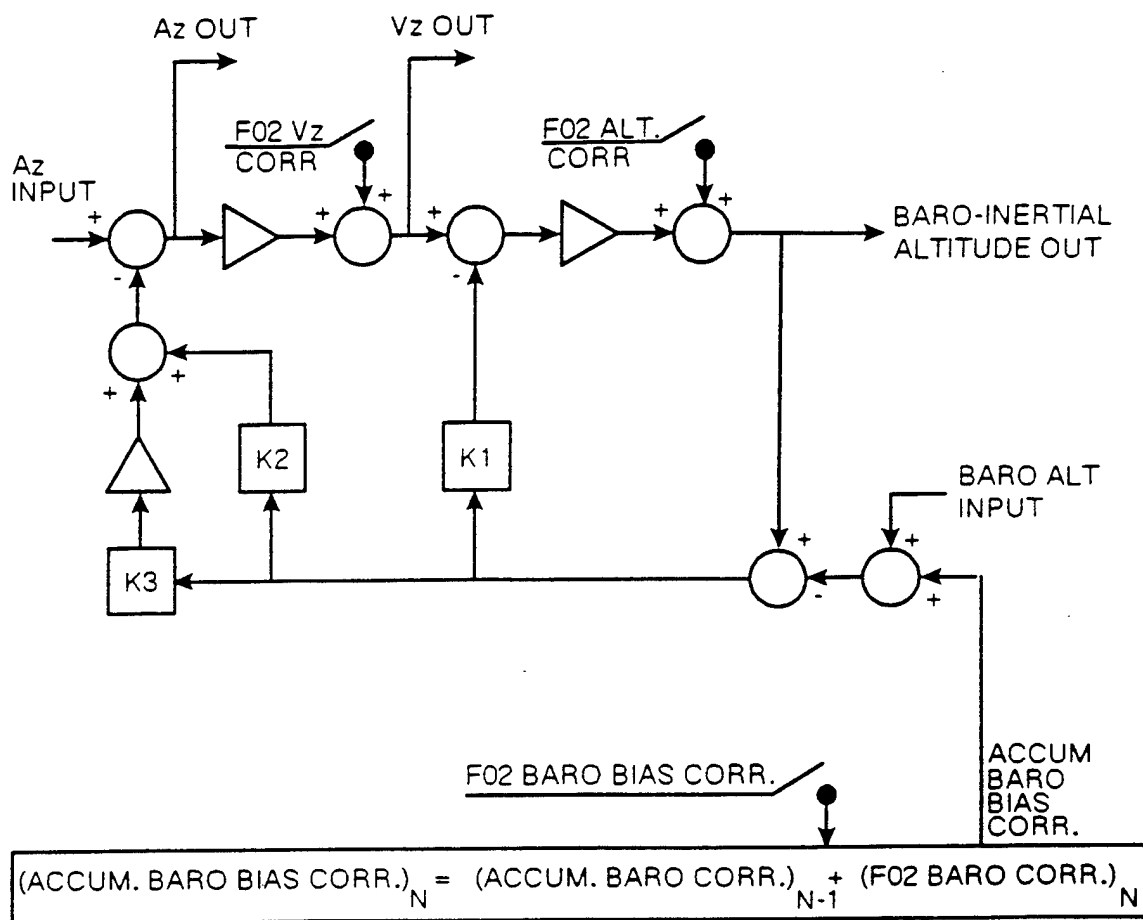 Az OUT
Vz OUT
F02 Vz
CORR
F02 ALT.
CORR
Az
INPUT
+
+
+
+
+
+
+
BARO-INERTIAL
ALTITUDE OUT
-
-
+
+
K2
K1
BARO ALT
INPUT
K3
+
+
-
+
F02 BARO BIAS CORR.
ACCUM
BARO
BIAS
CORR.
(ACCUM. BARO BIAS CORR.)N = (ACCUM. BARO CORR.)N-1 + (F02 BARO CORR.)N